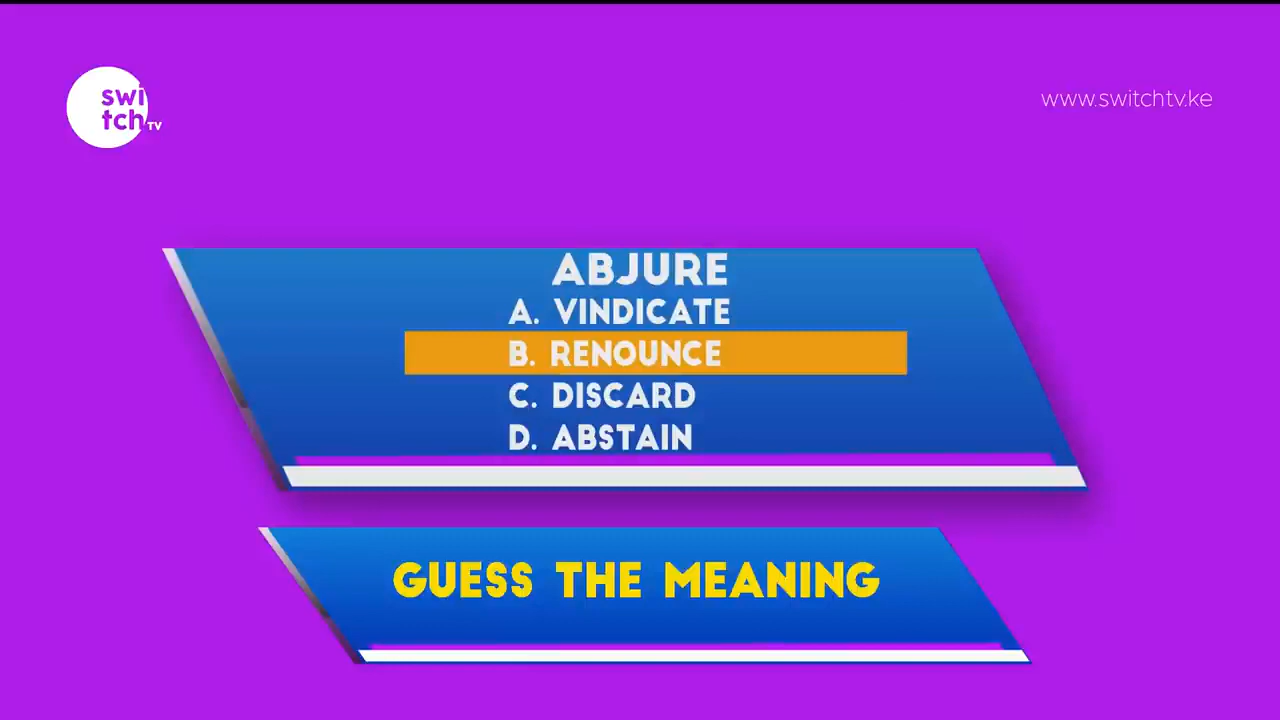 swi
tch TV
www.switchtv.ke
ABJURE
A. VINDICATE
B. RENOUNCE
C. DISCARD
D. ABSTAIN
GUESS THE MEANING